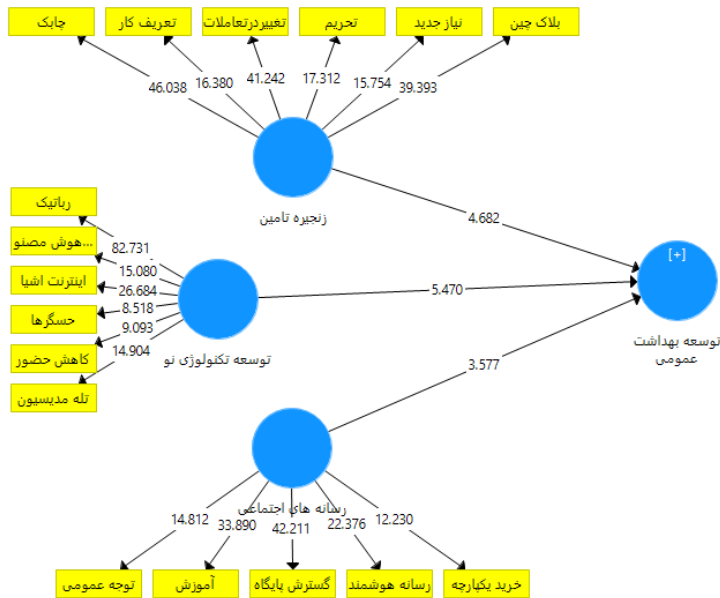 چابک
تعریف کار
تغییردرتعاملات
تحریم
نیاز جدید
بلاک چین
46.038
16.380
41.242
17.312
15.754
39.393
زنجیره تامین
رباتیک
هوش مصنو...
اینترنت اشیا
حسگرها
کاهش حضور
تله مدیسیون
82.731
15.080
26.684
8.518
9.093
14.904
توسعه تکنولوژی نو
4.682
5.470
3.577
[+]
توسعه بهداشت
عمومی
رسانه های اجتماعی
14.812
33.890
42.211
22.376
12.230
توجه عمومی
آموزش
گسترش پایگاه
رسانه هوشمند
خرید یکپارچه